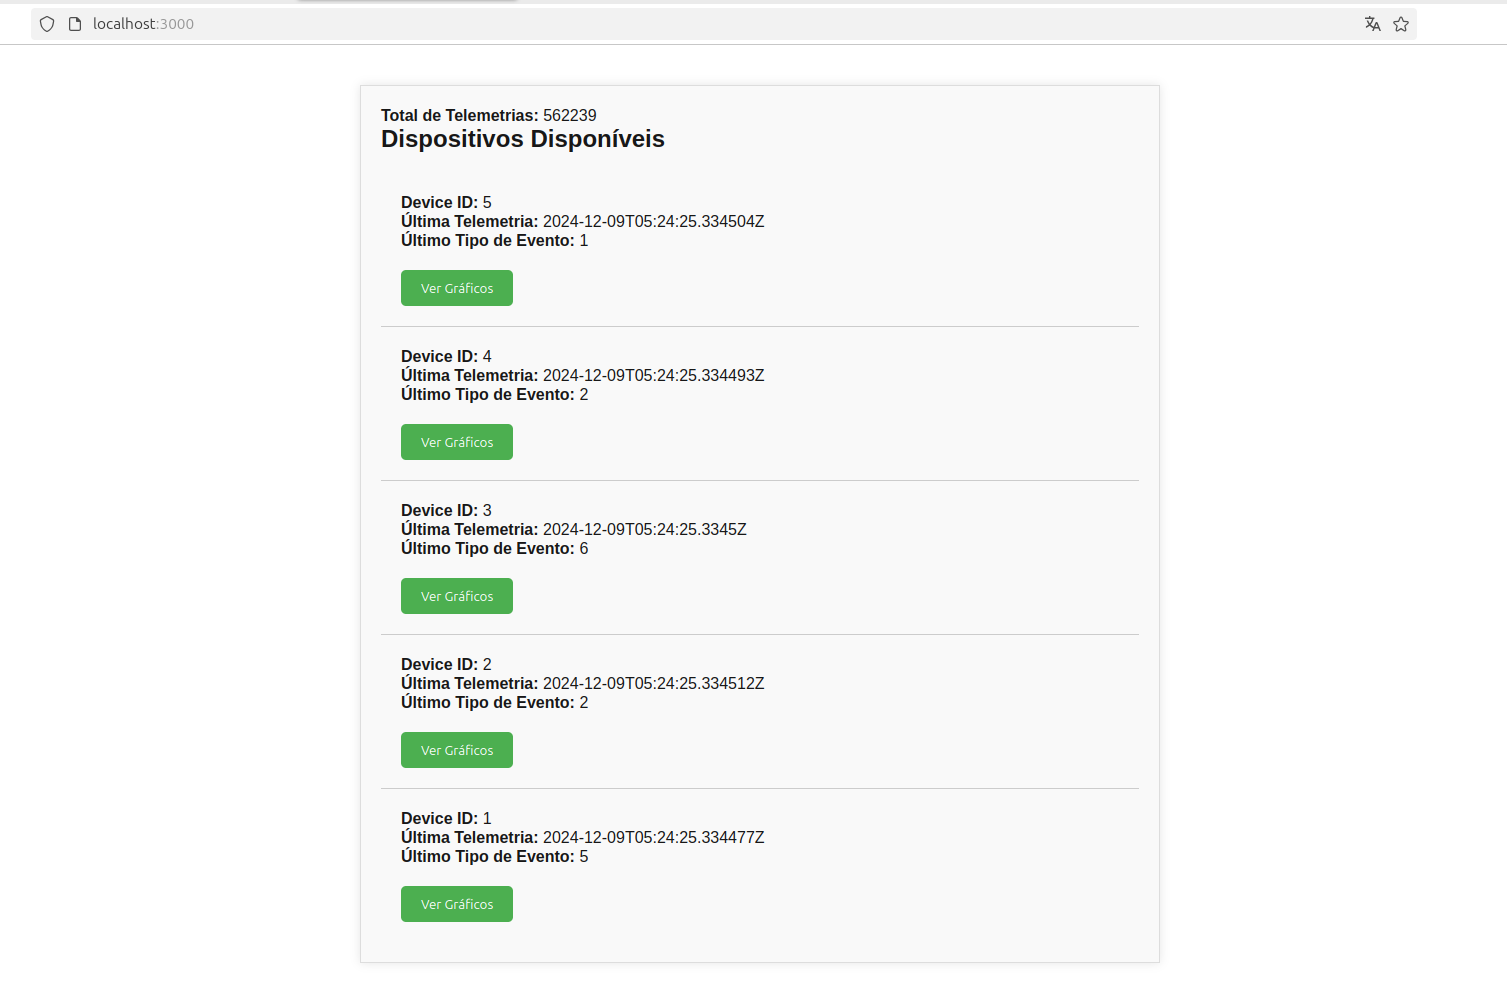 localhost:3000
Total de Telemetrias: 562239
Dispositivos Disponíveis
Device ID: 5
Última Telemetria: 2024-12-09T05:24:25.334504Z
Último Tipo de Evento: 1
Ver Gráficos
Device ID: 4
Última Telemetria: 2024-12-09T05:24:25.334493Z
Último Tipo de Evento: 2
Ver Gráficos
Device ID: 3
Última Telemetria: 2024-12-09T05:24:25.3345Z
Último Tipo de Evento: 6
Ver Gráficos
Device ID: 2
Última Telemetria: 2024-12-09T05:24:25.334512Z
Último Tipo de Evento: 2
Ver Gráficos
Device ID: 1
Última Telemetria: 2024-12-09T05:24:25.334477Z
Último Tipo de Evento: 5
Ver Gráficos